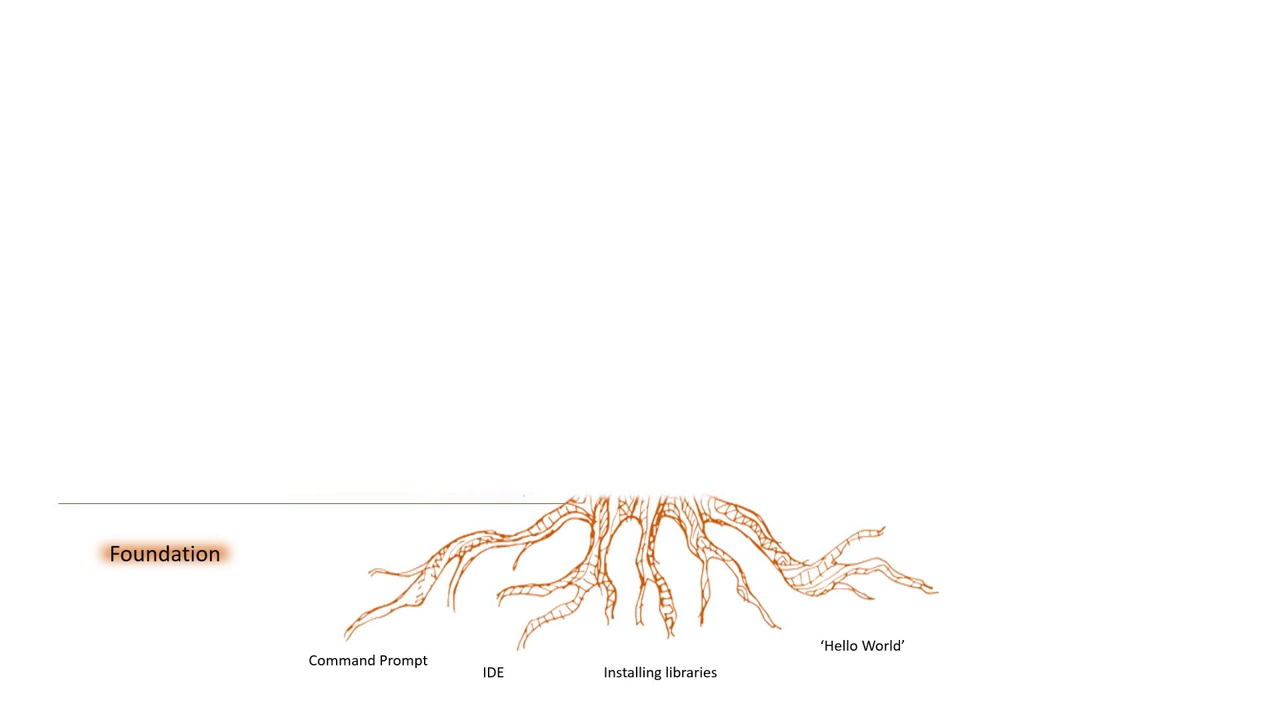 Foundation
Command Prompt
IDE
Installing libraries
‘Hello World’